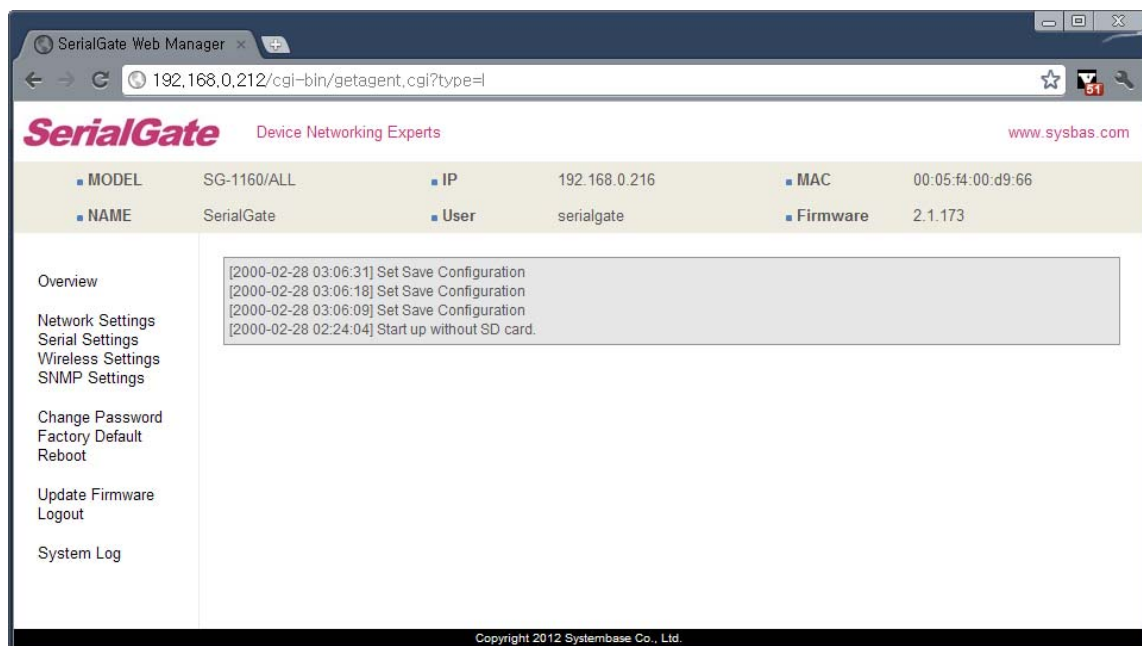 SerialGate Web Manager
192.168.0.212/cgi-bin/getagent.cgi?type=l
51
SerialGate Device Networking Experts www.sysbas.com
MODEL SG-1160/ALL IP 192.168.0.216 MAC 00:05:f4:00:d9:66
NAME SerialGate User serialgate Firmware 2.1.173
Overview
Network Settings
Serial Settings
Wireless Settings
SNMP Settings
Change Password
Factory Default
Reboot
Update Firmware
Logout
System Log
[2000-02-28 03:06:31] Set Save Configuration
[2000-02-28 03:06:18] Set Save Configuration
[2000-02-28 03:06:09] Set Save Configuration
[2000-02-28 02:24:04] Start up without SD card.
Copyright 2012 Systembase Co., Ltd.